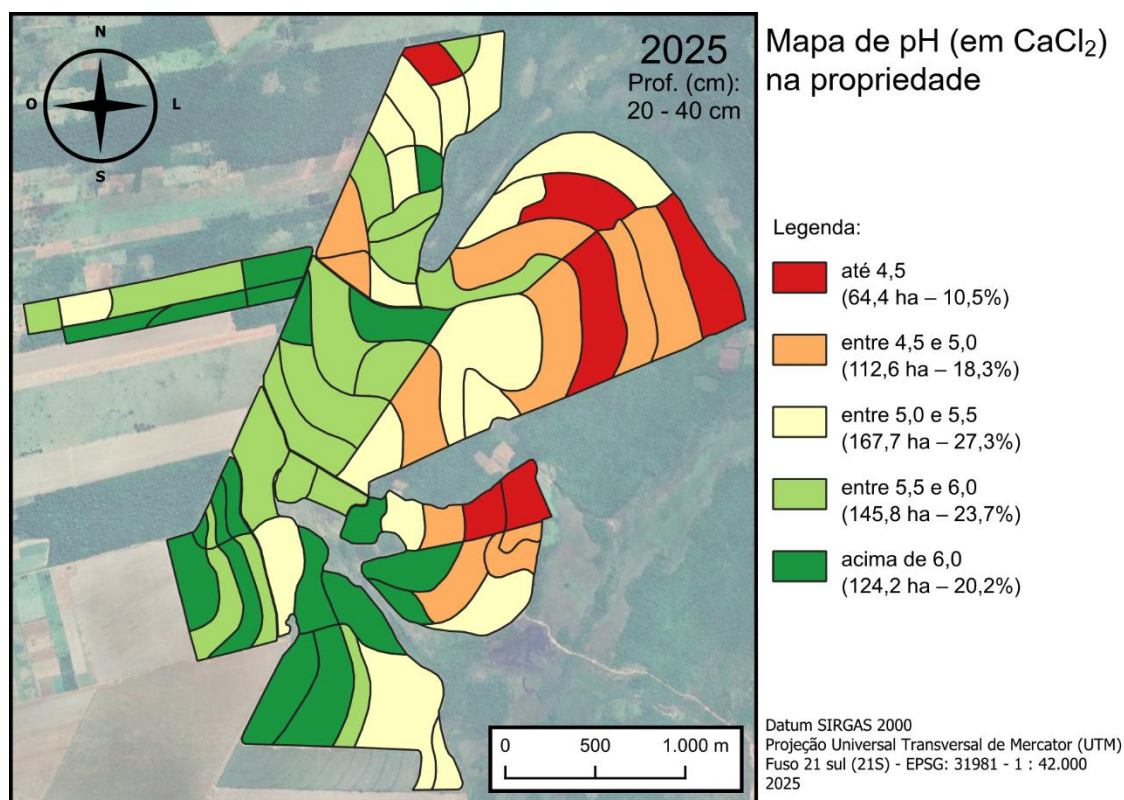 N
O
L
S
2025
Prof. (cm):
20 - 40 cm
0
500
1.000 m
Mapa de pH (em CaCl₂)
na propriedade
Legenda:
até 4,5
(64,4 ha – 10,5%)
entre 4,5 e 5,0
(112,6 ha – 18,3%)
entre 5,0 e 5,5
(167,7 ha – 27,3%)
entre 5,5 e 6,0
(145,8 ha – 23,7%)
acima de 6,0
(124,2 ha – 20,2%)
Datum SIRGAS 2000
Projeção Universal Transversal de Mercator (UTM)
Fuso 21 sul (21S) - EPSG: 31981 - 1 : 42.000
2025